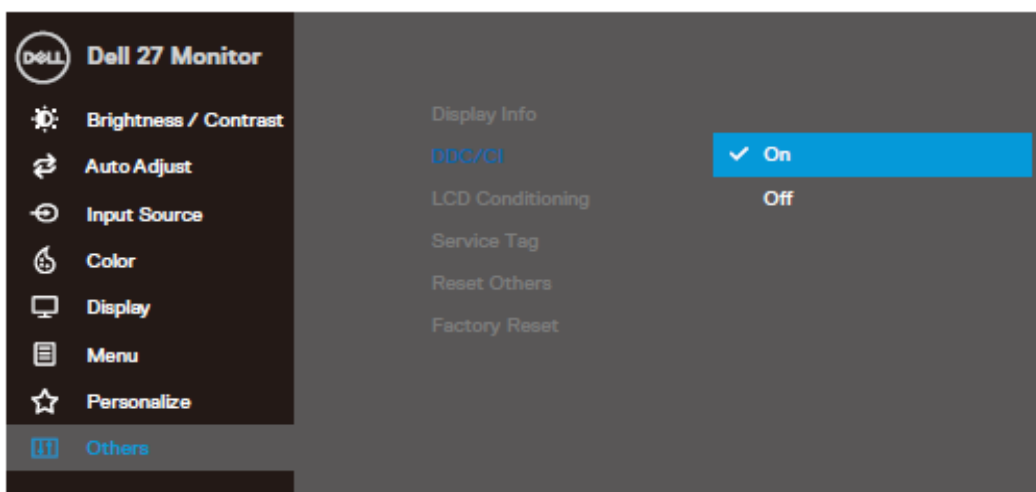 DELL
Dell 27 Monitor
Brightness / Contrast
Auto Adjust
Input Source
Color
Display
Menu
Personalize
Others
Display Info
DDC/CI
LCD Conditioning
Service Tag
Reset Others
Factory Reset
On
Off